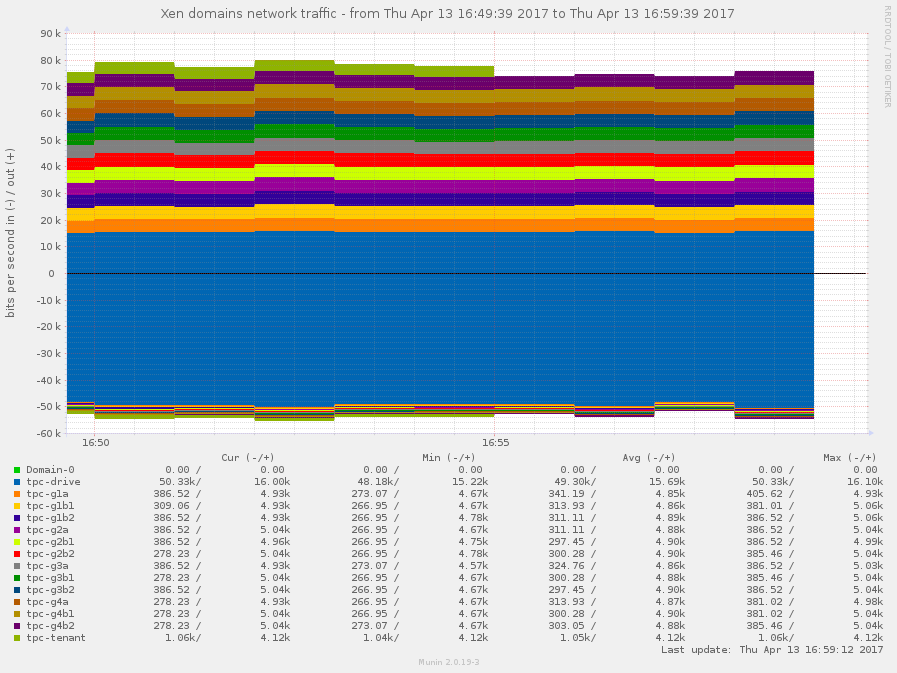 Xen domains network traffic - from Thu Apr 13 16:49:39 2017 to Thu Apr 13 16:59:39 2017
RRDTOOL / TOBI OETIKER
bits per second in (-) / out (+)
90 k
80 k
70 k
60 k
50 k
40 k
30 k
20 k
10 k
0
-10 k
-20 k
-30 k
-40 k
-50 k
-60 k
16:50 16:55
Cur (-/+) Min (-/+) Avg (-/+) Max (-/+)
Domain-0 0.00 / 0.00 0.00 / 0.00 0.00 / 0.00 0.00 / 0.00
tpc-drive 50.33k/ 16.00k 48.18k/ 15.22k 49.30k/ 15.69k 50.33k/ 16.10k
tpc-g1a 386.52 / 4.93k 273.07 / 4.67k 341.19 / 4.85k 405.62 / 4.93k
tpc-g1b1 309.06 / 4.93k 266.95 / 4.67k 313.93 / 4.86k 381.01 / 5.06k
tpc-g1b2 386.52 / 4.93k 266.95 / 4.78k 311.11 / 4.89k 386.52 / 5.06k
tpc-g2a 386.52 / 5.04k 266.95 / 4.67k 311.11 / 4.88k 386.52 / 5.04k
tpc-g2b1 386.52 / 4.96k 266.95 / 4.75k 297.45 / 4.90k 386.52 / 4.99k
tpc-g2b2 278.23 / 5.04k 266.95 / 4.78k 300.28 / 4.90k 385.46 / 5.04k
tpc-g3a 386.52 / 4.93k 273.07 / 4.57k 324.76 / 4.86k 386.52 / 5.03k
tpc-g3b1 278.23 / 5.04k 266.95 / 4.67k 300.28 / 4.88k 385.46 / 5.04k
tpc-g3b2 386.52 / 5.04k 266.95 / 4.67k 297.45 / 4.90k 386.52 / 5.04k
tpc-g4a 278.23 / 4.93k 266.95 / 4.67k 313.93 / 4.87k 381.02 / 4.98k
tpc-g4b1 278.23 / 5.04k 266.95 / 4.67k 300.28 / 4.90k 381.02 / 5.04k
tpc-g4b2 278.23 / 5.04k 273.07 / 4.67k 303.05 / 4.88k 385.46 / 5.04k
tpc-tenant 1.06k/ 4.12k 1.04k/ 4.12k 1.05k/ 4.12k 1.06k/ 4.12k
Last update: Thu Apr 13 16:59:12 2017
Munin 2.0.19-3